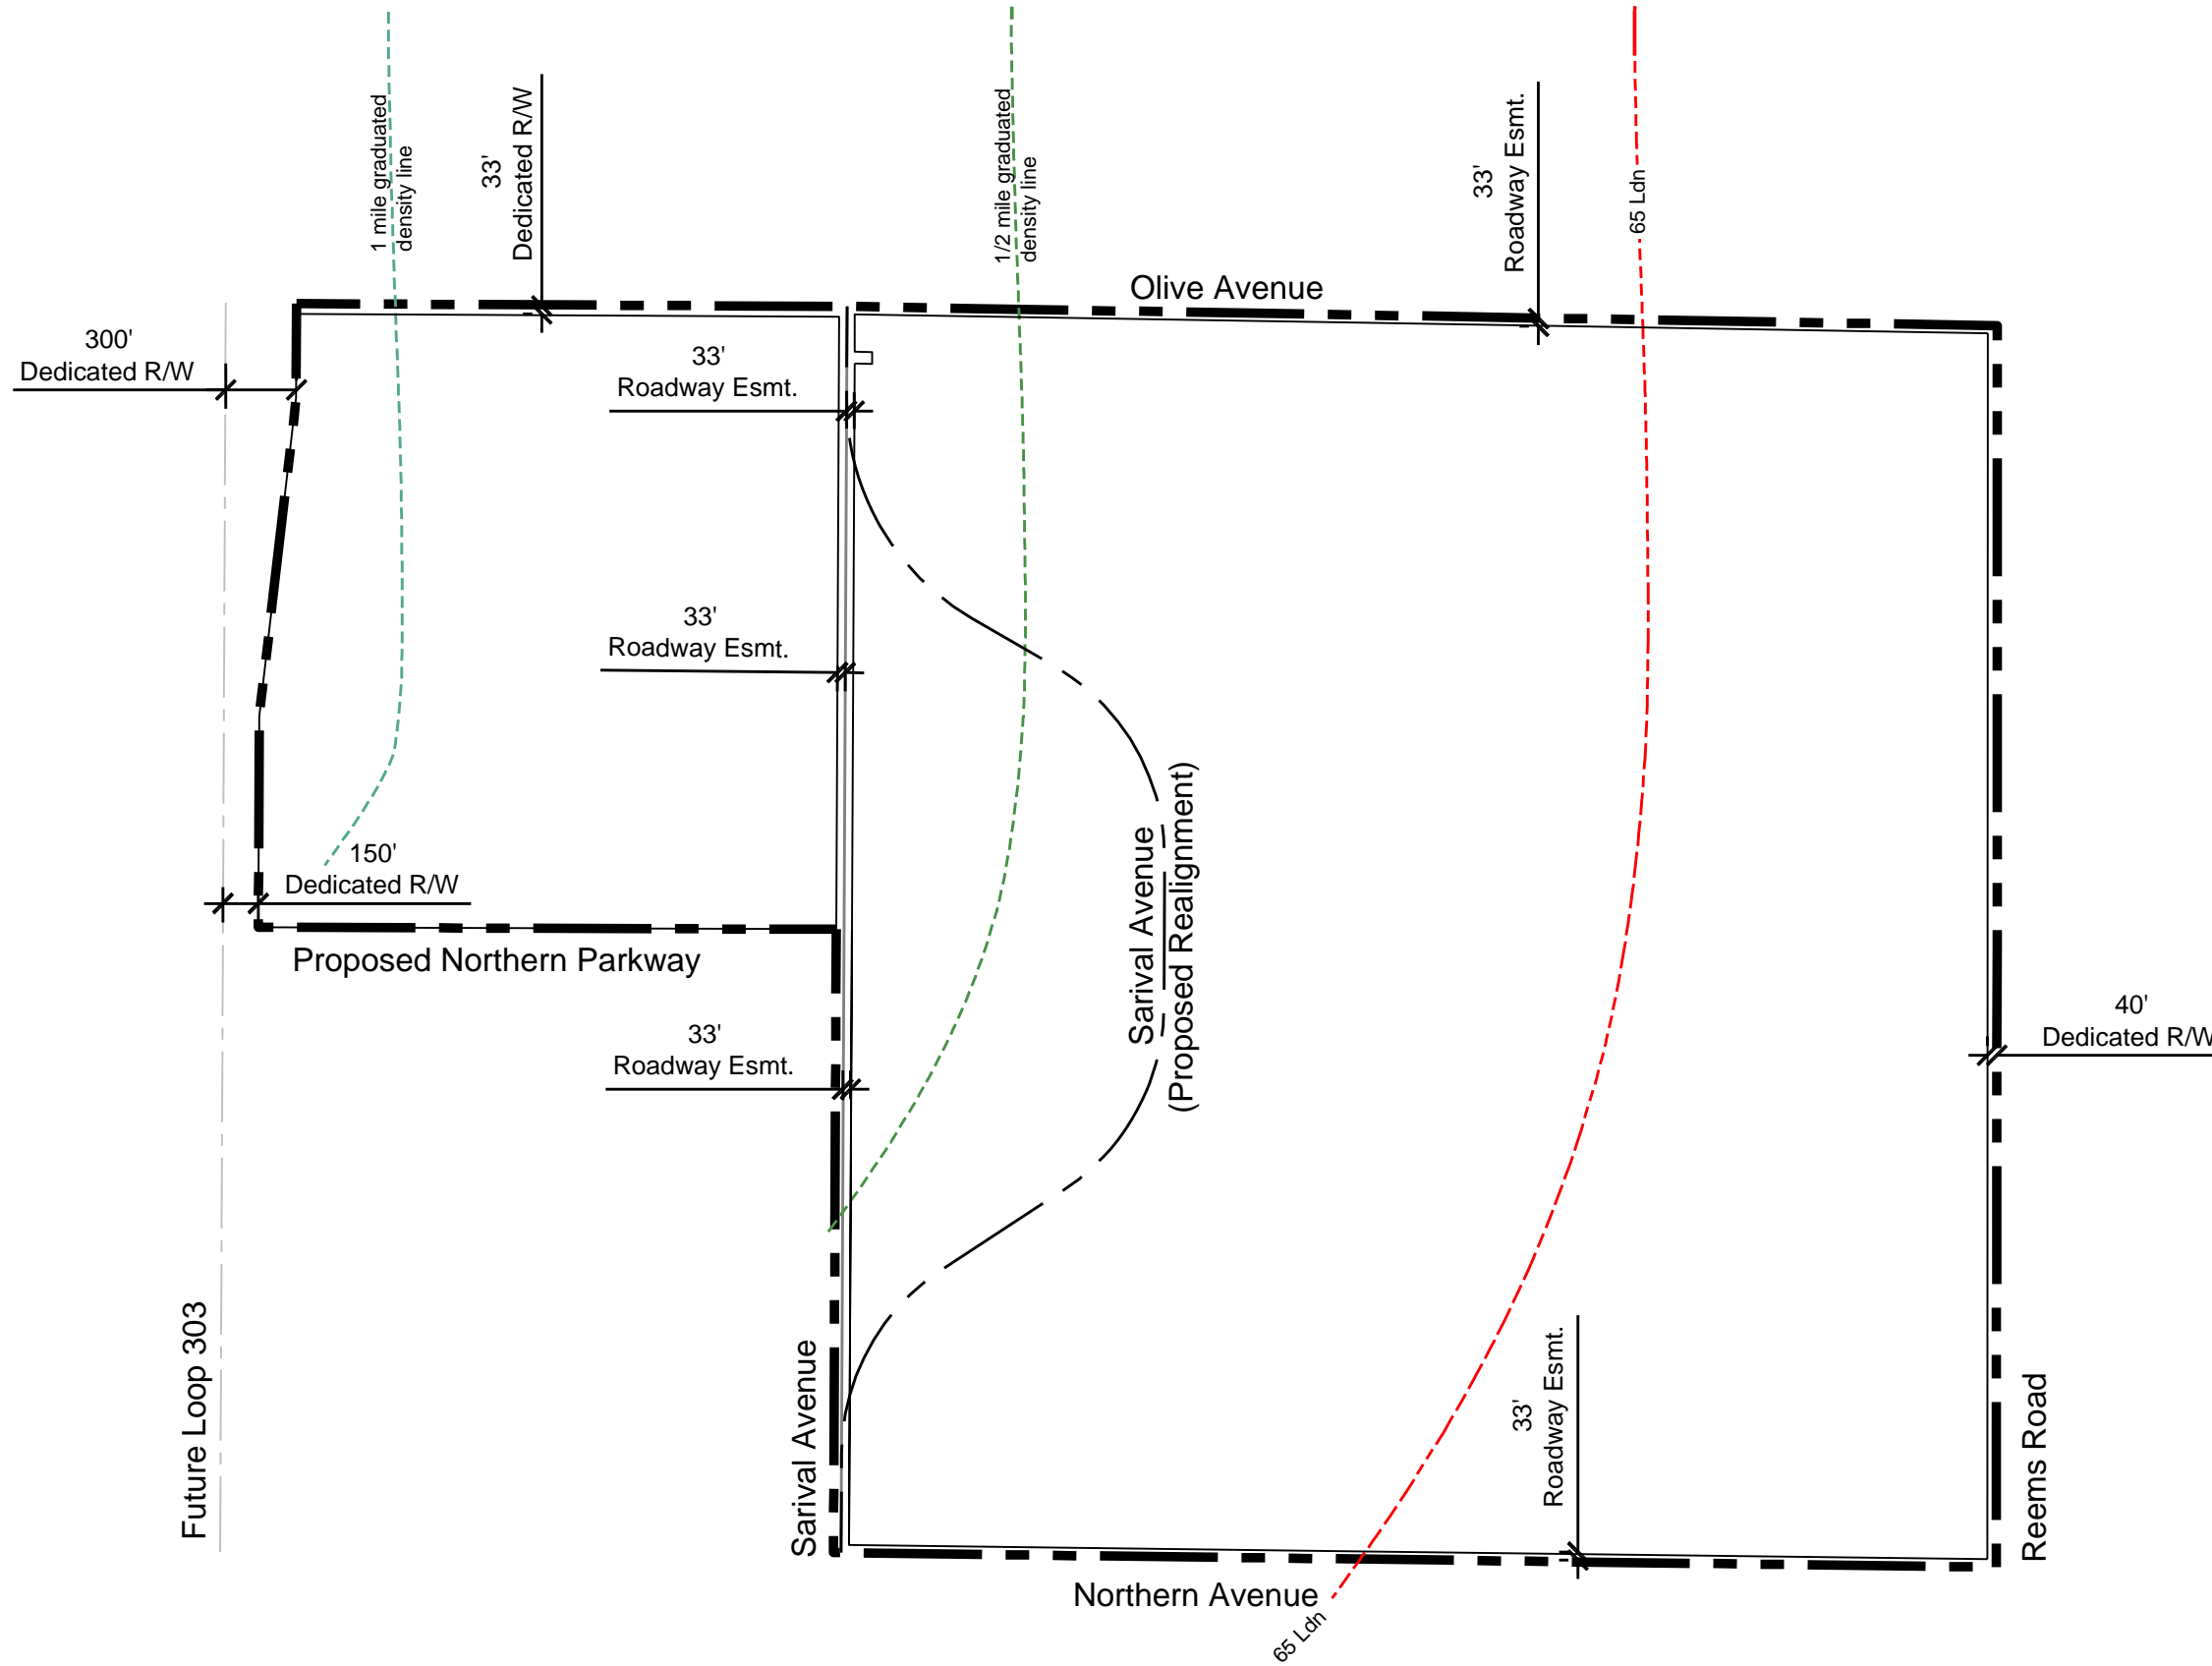 1 mile graduated
density line
33'
Dedicated R/W
1/2 mile graduated
density line
33'
Roadway Esmt.
65 Ldn
Olive Avenue
300'
Dedicated R/W
33'
Roadway Esmt.
33'
Roadway Esmt.
150'
Dedicated R/W
Proposed Northern Parkway
Sarival Avenue
(Proposed Realignment)
33'
Roadway Esmt.
40'
Dedicated R/W
Future Loop 303
Sarival Avenue
33'
Roadway Esmt.
Reems Road
Northern Avenue
65 Ldn